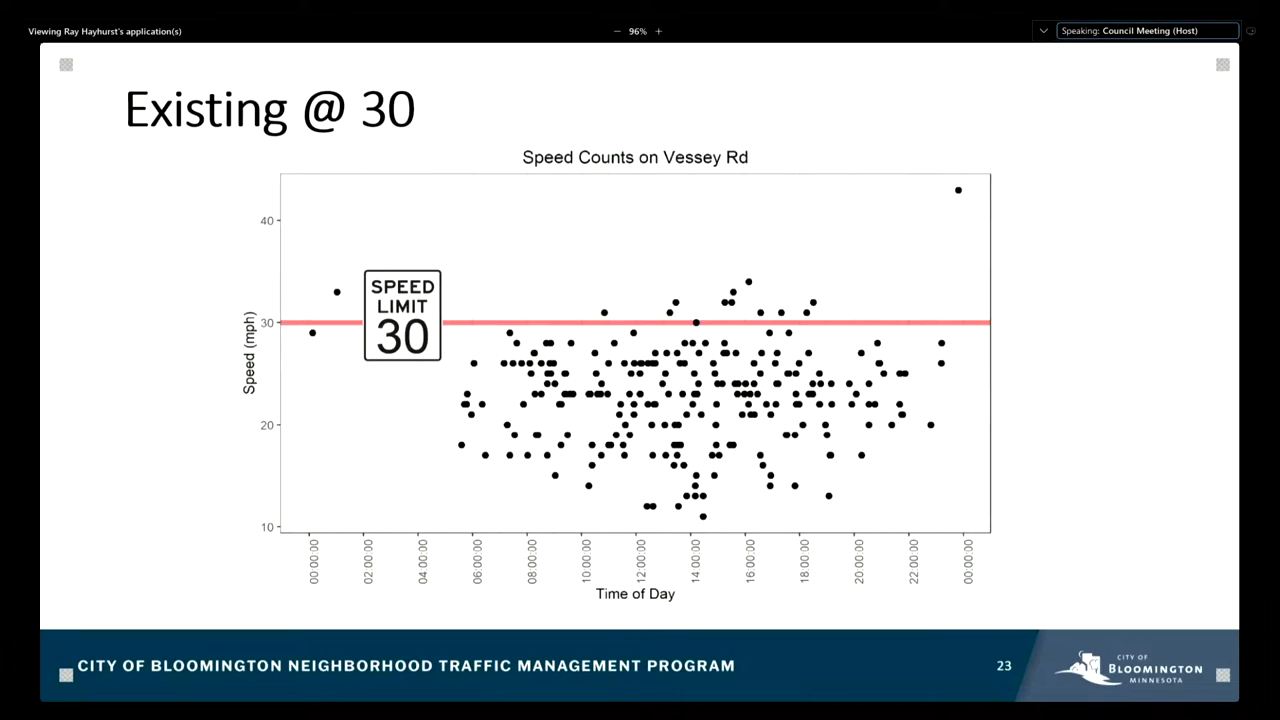 Viewing Ray Hayhurst's application(s)
96%
Speaking: Council Meeting (Host)
Existing @ 30
Speed Counts on Vessey Rd
Speed (mph)
40
30
20
10
SPEED
LIMIT
30
00:00:00
02:00:00
04:00:00
06:00:00
08:00:00
10:00:00
12:00:00
14:00:00
16:00:00
18:00:00
20:00:00
22:00:00
00:00:00
Time of Day
CITY OF BLOOMINGTON NEIGHBORHOOD TRAFFIC MANAGEMENT PROGRAM
23
CITY OF
BLOOMINGTON
MINNESOTA